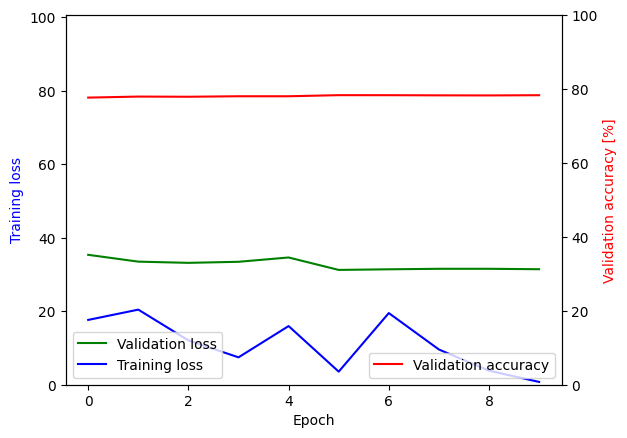 100
80
60
40
20
0
Training loss
100
80
60
40
20
0
Validation accuracy [%]
Validation loss
Training loss
Validation accuracy
0 2 4 6 8
Epoch